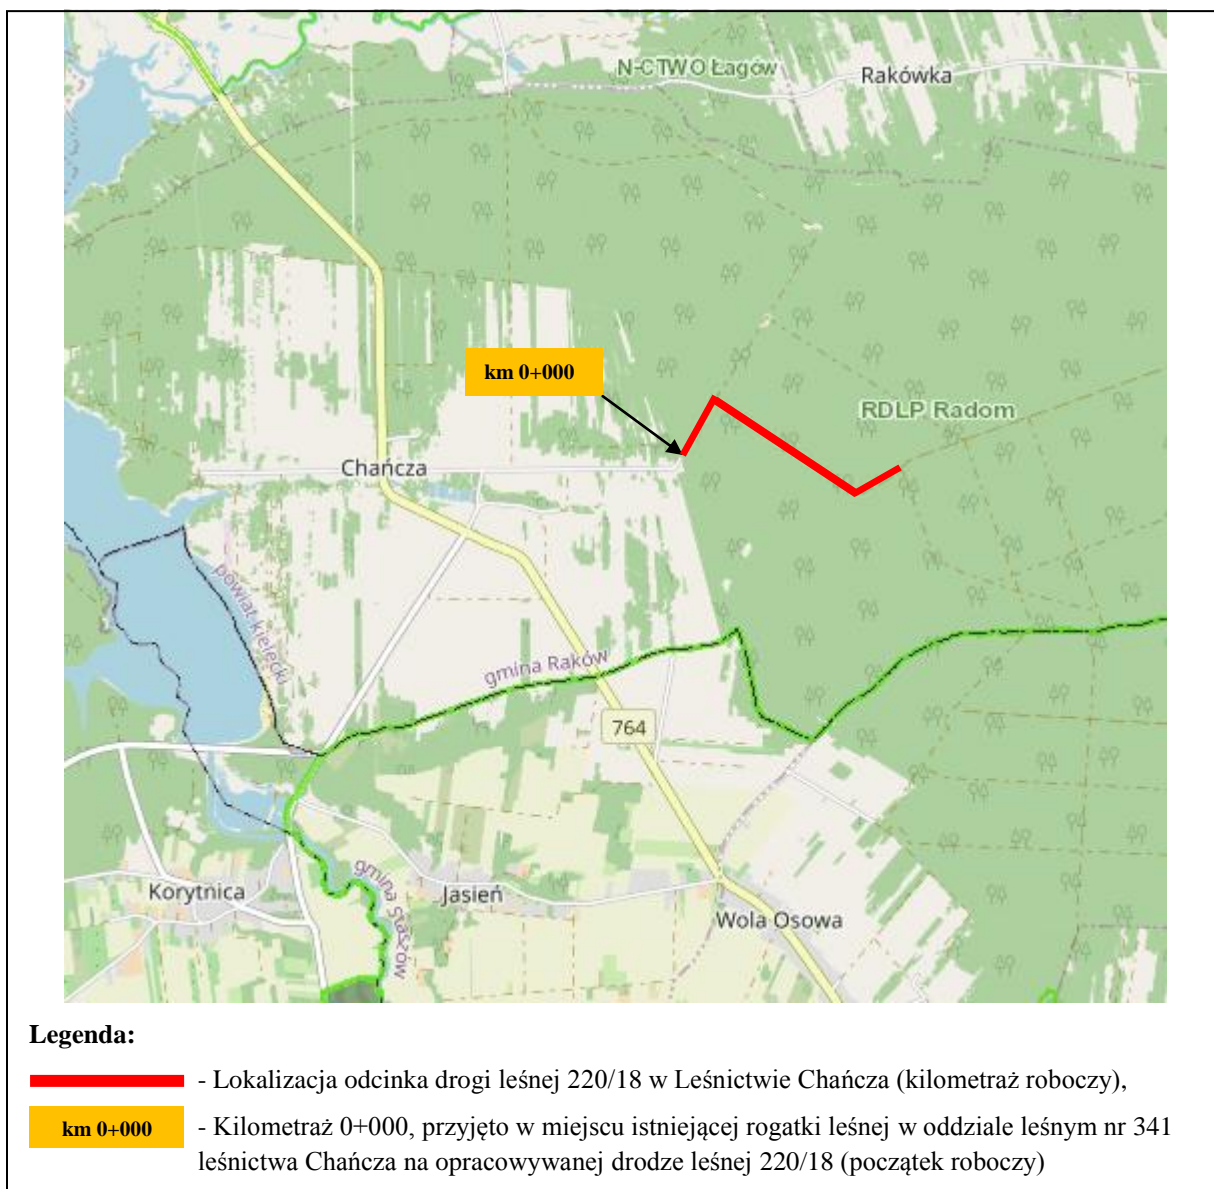 N-CTWO Łagów
Rakówka
km 0+000
RDLP Radom
Chańcza
powiat kielecki
gmina Raków
764
Korytnica
Jasień
gmina Staszów
Wola Osowa
Legenda:
- Lokalizacja odcinka drogi leśnej 220/18 w Leśnictwie Chańcza (kilometraż roboczy),
km 0+000
- Kilometraż 0+000, przyjęto w miejscu istniejącej rogatki leśnej w oddziale leśnym nr 341
leśnictwa Chańcza na opracowywanej drodze leśnej 220/18 (początek roboczy)